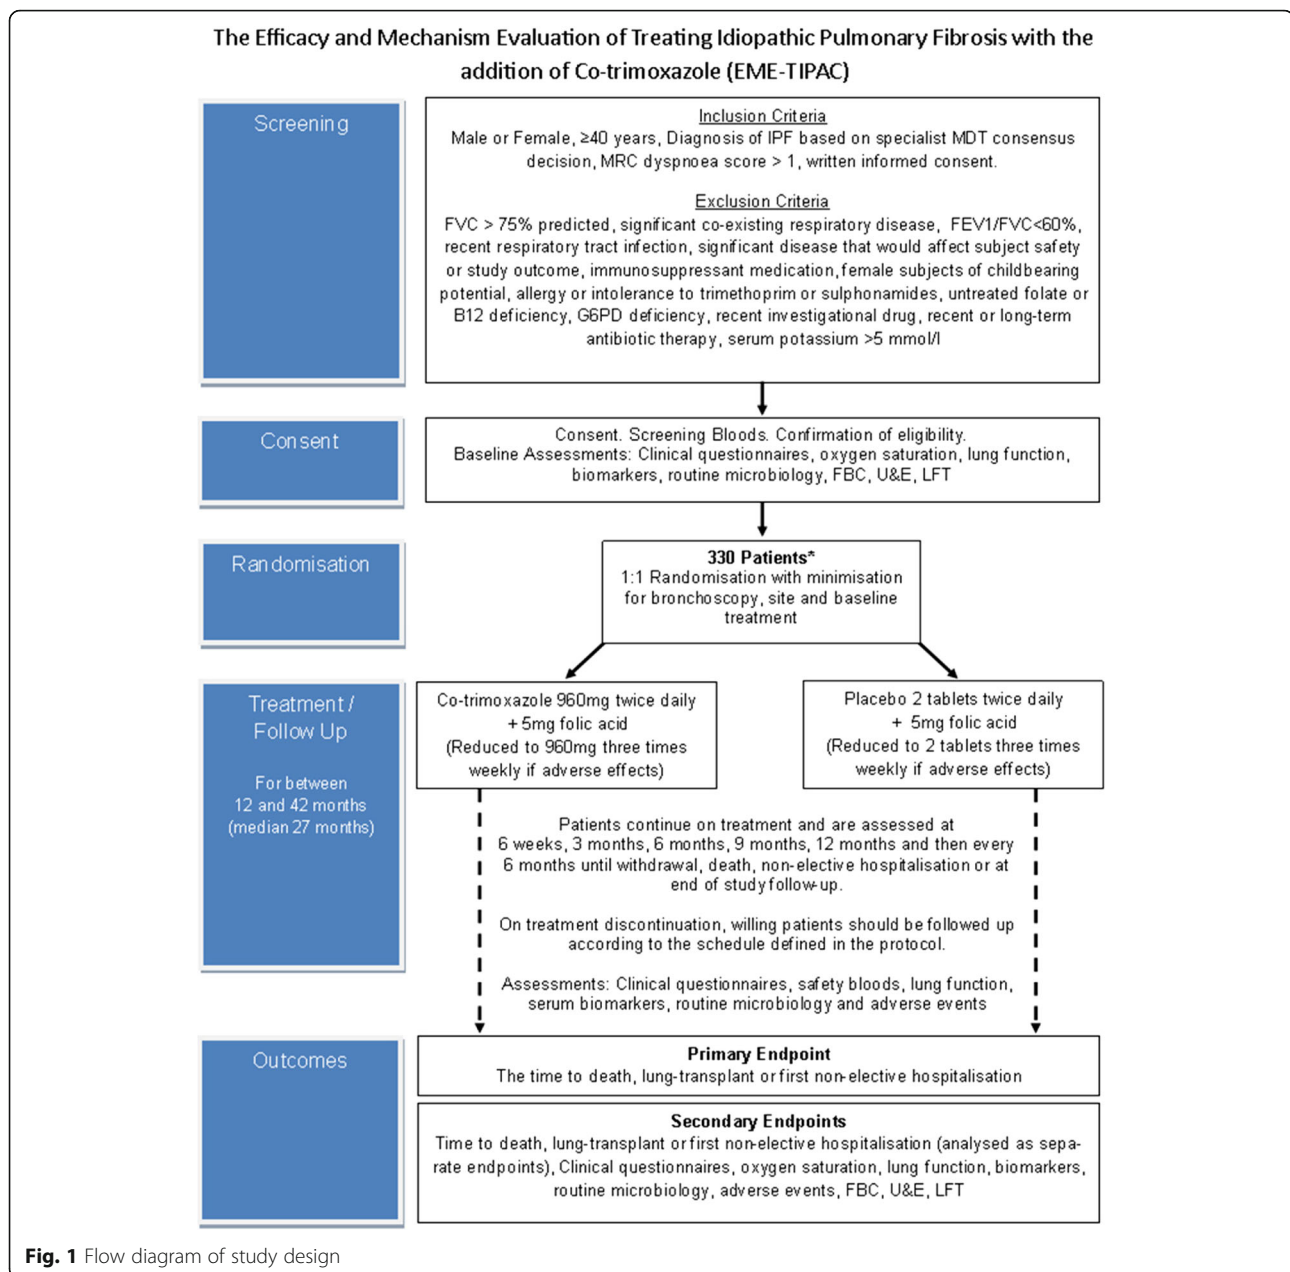 The Efficacy and Mechanism Evaluation of Treating Idiopathic Pulmonary Fibrosis with the
addition of Co-trimoxazole (EME-TIPAC)
Screening
Inclusion Criteria
Male or Female, ≥40 years, Diagnosis of IPF based on specialist MDT consensus
decision, MRC dyspnoea score > 1, written informed consent.
Exclusion Criteria
FVC > 75% predicted, significant co-existing respiratory disease, FEV1/FVC<60%,
recent respiratory tract infection, significant disease that would affect subject safety
or study outcome, immunosuppressant medication, female subjects of childbearing
potential, allergy or intolerance to trimethoprim or sulphonamides, untreated folate or
B12 deficiency, G6PD deficiency, recent investigational drug, recent or long-term
antibiotic therapy, serum potassium >5 mmol/l
Consent
Consent. Screening Bloods. Confirmation of eligibility.
Baseline Assessments: Clinical questionnaires, oxygen saturation, lung function,
biomarkers, routine microbiology, FBC, U&E, LFT
Randomisation
330 Patients*
1:1 Randomisation with minimisation
for bronchoscopy, site and baseline
treatment
Treatment /
Follow Up
For between
12 and 42 months
(median 27 months)
Co-trimoxazole 960mg twice daily
+ 5mg folic acid
(Reduced to 960mg three times
weekly if adverse effects)
Placebo 2 tablets twice daily
+ 5mg folic acid
(Reduced to 2 tablets three times
weekly if adverse effects)
Patients continue on treatment and are assessed at
6 weeks, 3 months, 6 months, 9 months, 12 months and then every
6 months until withdrawal, death, non-elective hospitalisation or at
end of study follow-up.
On treatment discontinuation, willing patients should be followed up
according to the schedule defined in the protocol.
Assessments: Clinical questionnaires, safety bloods, lung function,
serum biomarkers, routine microbiology and adverse events
Outcomes
Primary Endpoint
The time to death, lung-transplant or first non-elective hospitalisation
Secondary Endpoints
Time to death, lung-transplant or first non-elective hospitalisation (analysed as sepa-
rate endpoints), Clinical questionnaires, oxygen saturation, lung function, biomarkers,
routine microbiology, adverse events, FBC, U&E, LFT
Fig. 1 Flow diagram of study design